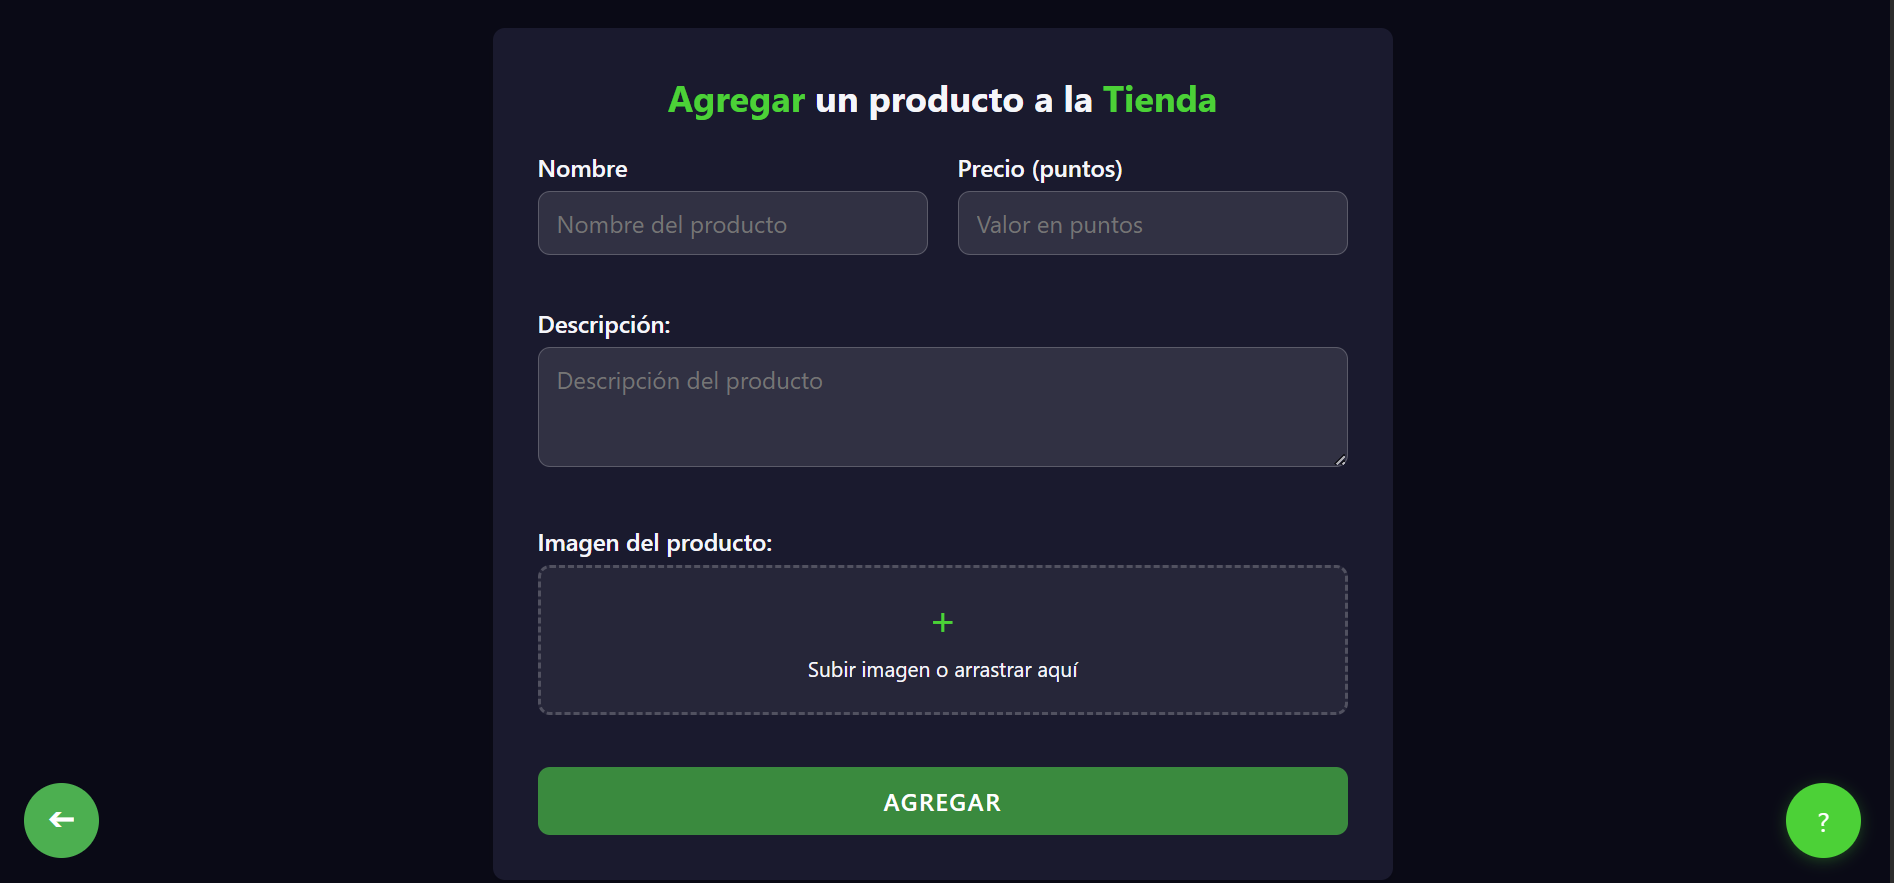 Agregar un producto a la Tienda
Nombre
Precio (puntos)
Nombre del producto
Valor en puntos
Descripción:
Descripción del producto
Imagen del producto:
+
Subir imagen o arrastrar aquí
AGREGAR
?